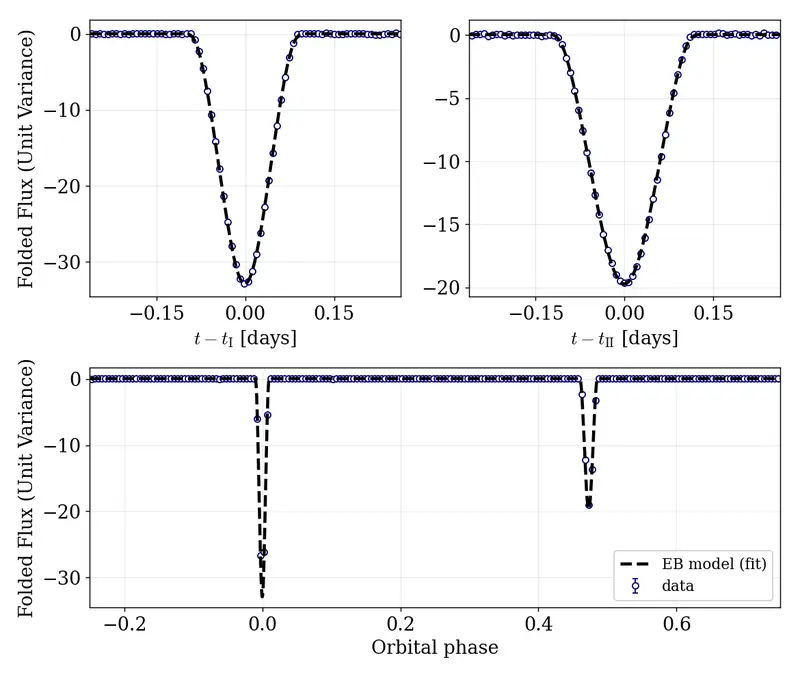 Folded Flux (Unit Variance)
0
−10
−20
−30
−0.15 0.00 0.15
t − tI [days]
0
−5
−10
−15
−20
−0.15 0.00 0.15
t − tII [days]
Folded Flux (Unit Variance)
0
−10
−20
−30
−0.2 0.0 0.2 0.4 0.6
Orbital phase
EB model (fit)
data